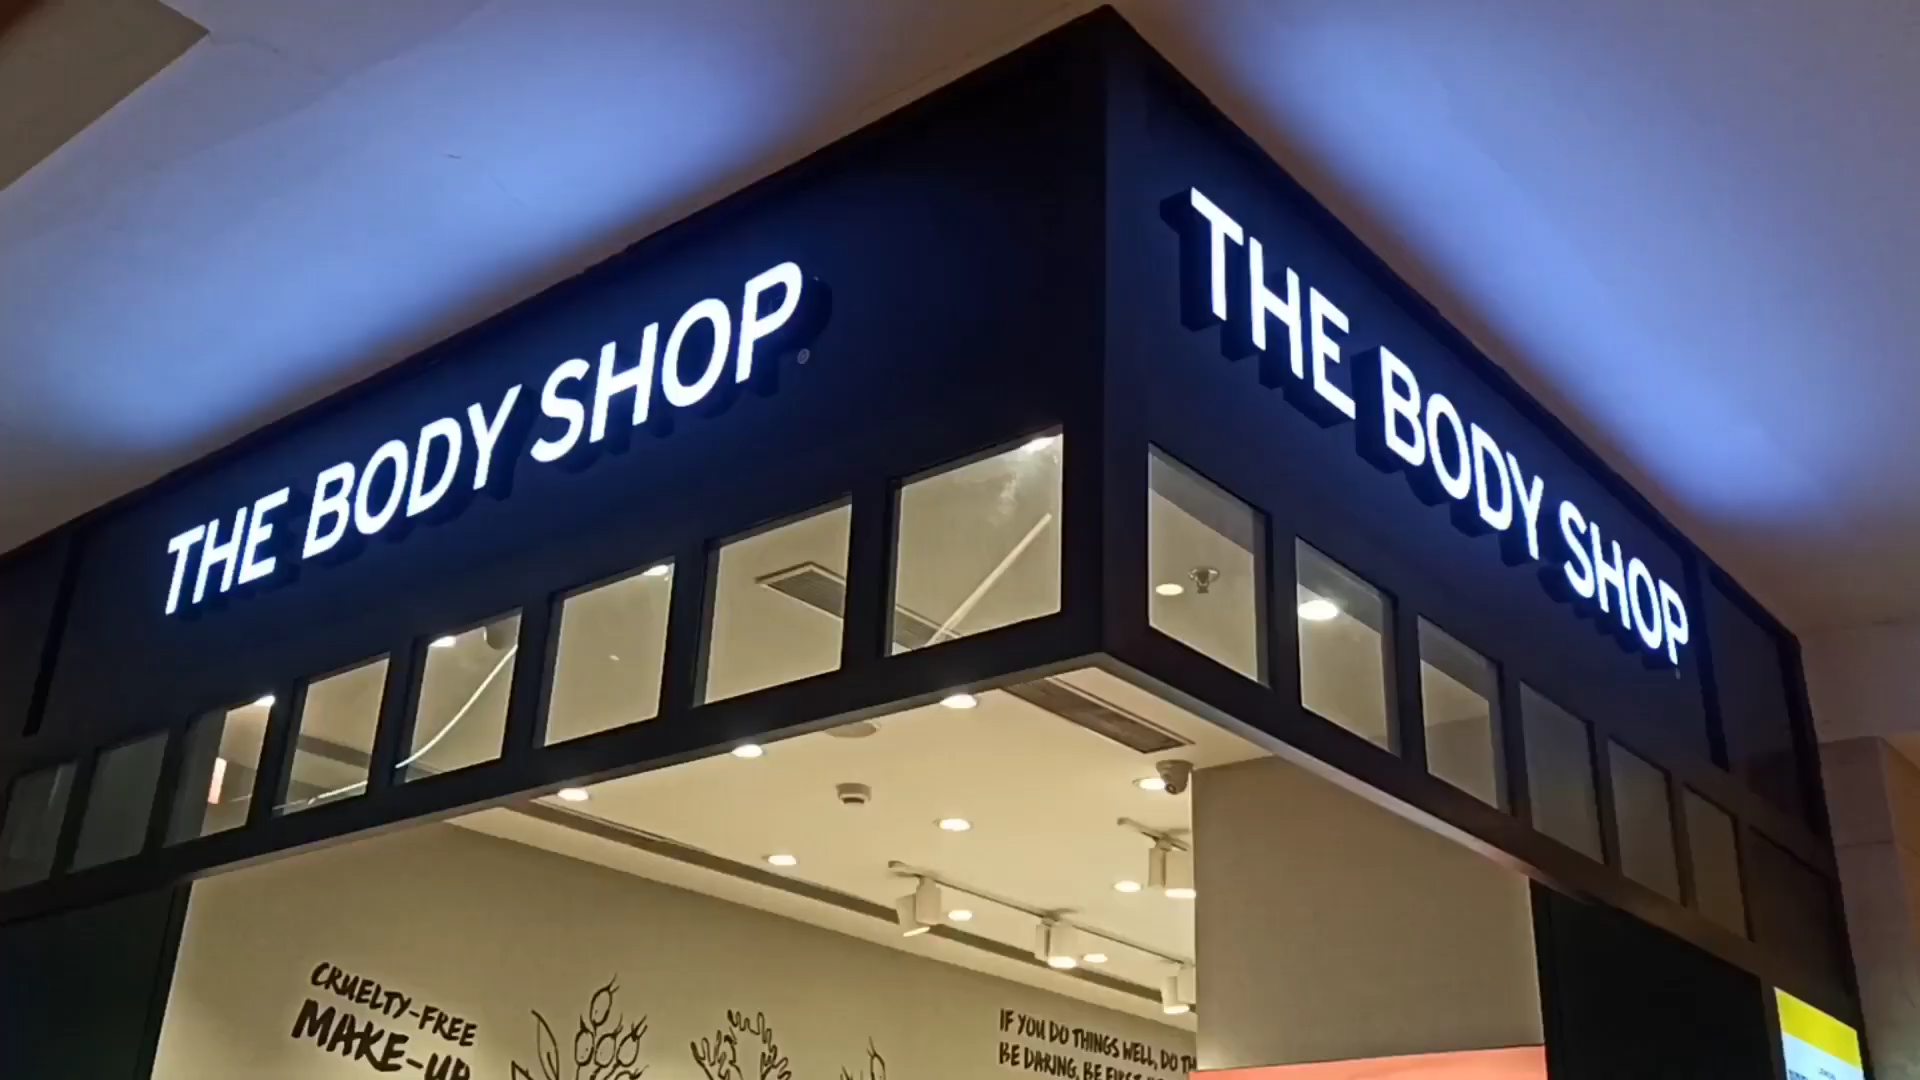 THE BODY SHOP
®
THE BODY SHOP
CRUELTY-FREE
MAKE-UP
IF YOU DO THINGS WELL, DO
BE DARING, BE FIRST